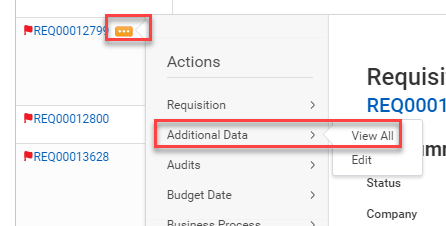 REQ00012799
Actions
Requisition
Additional Data
View All
Edit
Audits
Budget Date
Business Process
REQ00012800
REQ00013628
Requisi
REQ0001
umm
Status
Company